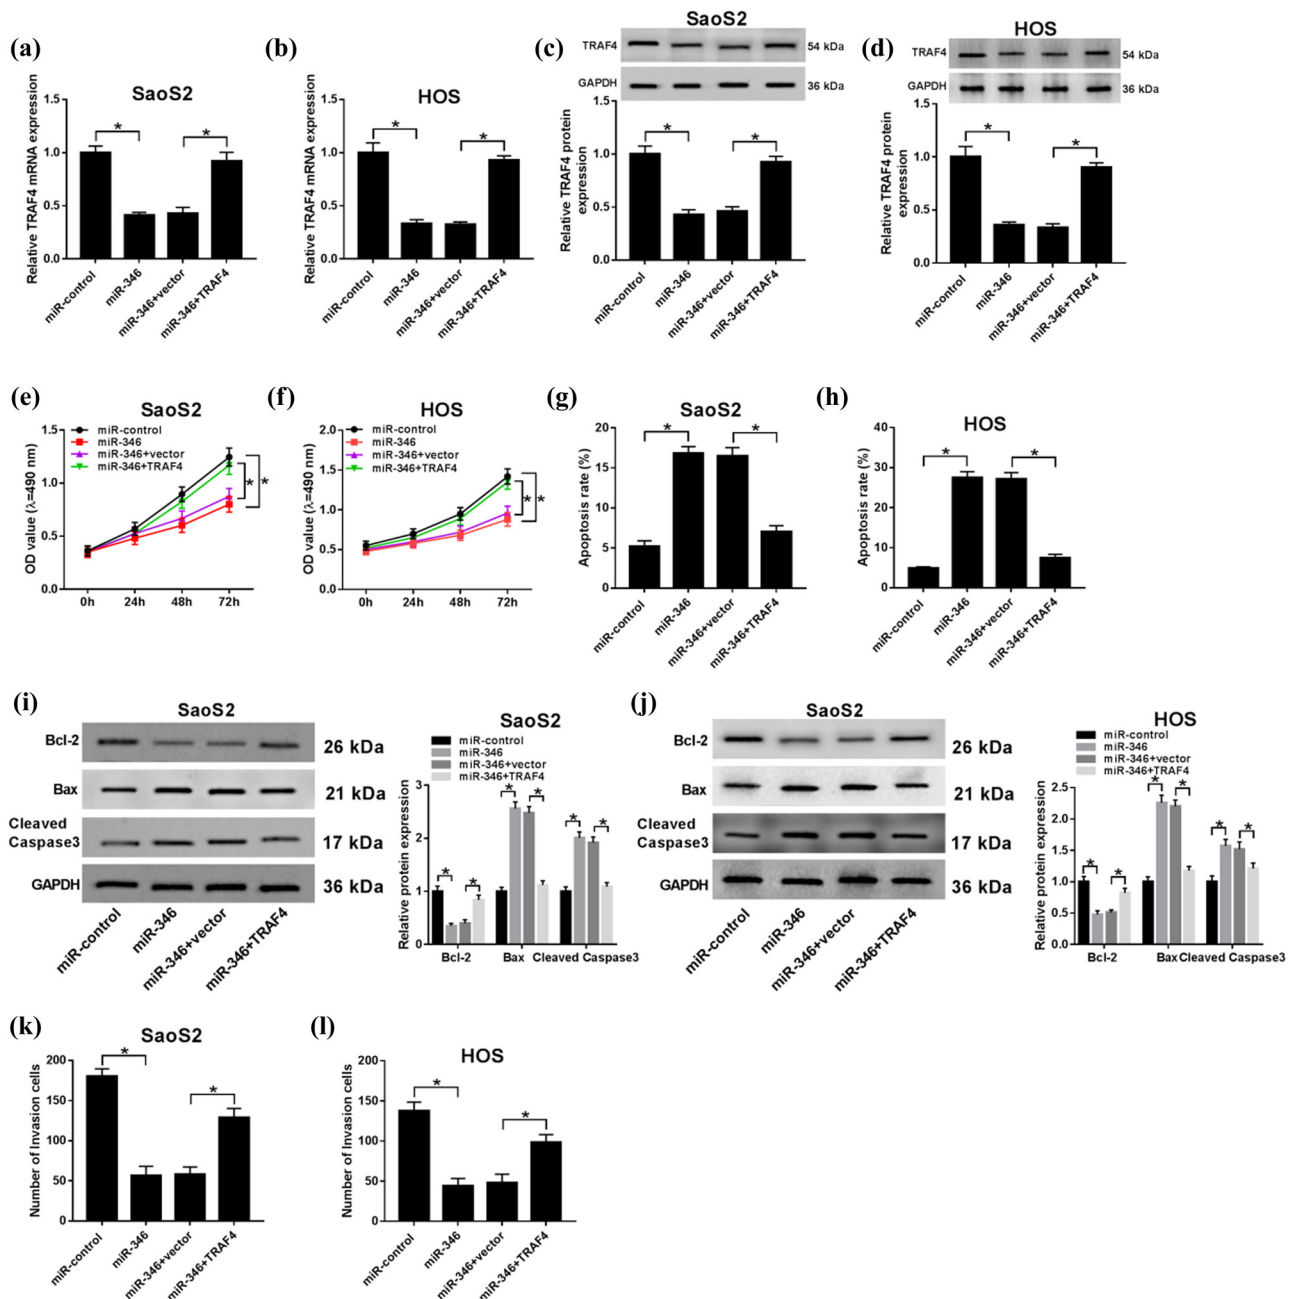 (a)
SaoS2
Relative TRAF4 mRNA expression
1.5
1.0
0.5
0.0
*
*
miR-control
miR-346
miR-346+vector
miR-346+TRAF4
(b)
HOS
Relative TRAF4 mRNA expression
1.5
1.0
0.5
0.0
*
*
miR-control
miR-346
miR-346+vector
miR-346+TRAF4
(c)
SaoS2
TRAF4
54 kDa
GAPDH
36 kDa
Relative TRAF4 protein
expression
1.5
1.0
0.5
0.0
*
*
miR-control
miR-346
miR-346+vector
miR-346+TRAF4
(d)
HOS
TRAF4
54 kDa
GAPDH
36 kDa
Relative TRAF4 protein
expression
1.5
1.0
0.5
0.0
*
*
miR-control
miR-346
miR-346+vector
miR-346+TRAF4
(e)
SaoS2
OD value (λ=490 nm)
1.5
1.0
0.5
0.0
miR-control
miR-346
miR-346+vector
miR-346+TRAF4
* *
0h 24h 48h 72h
(f)
HOS
OD value (λ=490 nm)
2.0
1.5
1.0
0.5
0.0
miR-control
miR-346
miR-346+vector
miR-346+TRAF4
* *
0h 24h 48h 72h
(g)
SaoS2
Apoptosis rate (%)
20
15
10
5
0
*
*
miR-control
miR-346
miR-346+vector
miR-346+TRAF4
(h)
HOS
Apoptosis rate (%)
40
30
20
10
0
*
*
miR-control
miR-346
miR-346+vector
miR-346+TRAF4
(i)
SaoS2
Bcl-2
26 kDa
Bax
21 kDa
Cleaved
Caspase3
17 kDa
GAPDH
36 kDa
miR-control
miR-346
miR-346+vector
miR-346+TRAF4
SaoS2
miR-control
miR-346
miR-346+vector
miR-346+TRAF4
Relative protein expression
3
2
1
0
* * * * * *
Bcl-2 Bax Cleaved Caspase3
(j)
SaoS2
Bcl-2
26 kDa
Bax
21 kDa
Cleaved
Caspase3
17 kDa
GAPDH
36 kDa
miR-control
miR-346
miR-346+vector
miR-346+TRAF4
HOS
miR-control
miR-346
miR-346+vector
miR-346+TRAF4
Relative protein expression
2.5
2.0
1.5
1.0
0.5
0.0
* * * * * *
Bcl-2 Bax Cleaved Caspase3
(k)
SaoS2
Number of Invasion cells
200
150
100
50
0
*
*
miR-control
miR-346
miR-346+vector
miR-346+TRAF4
(l)
HOS
Number of Invasion cells
200
150
100
50
0
*
*
miR-control
miR-346
miR-346+vector
miR-346+TRAF4